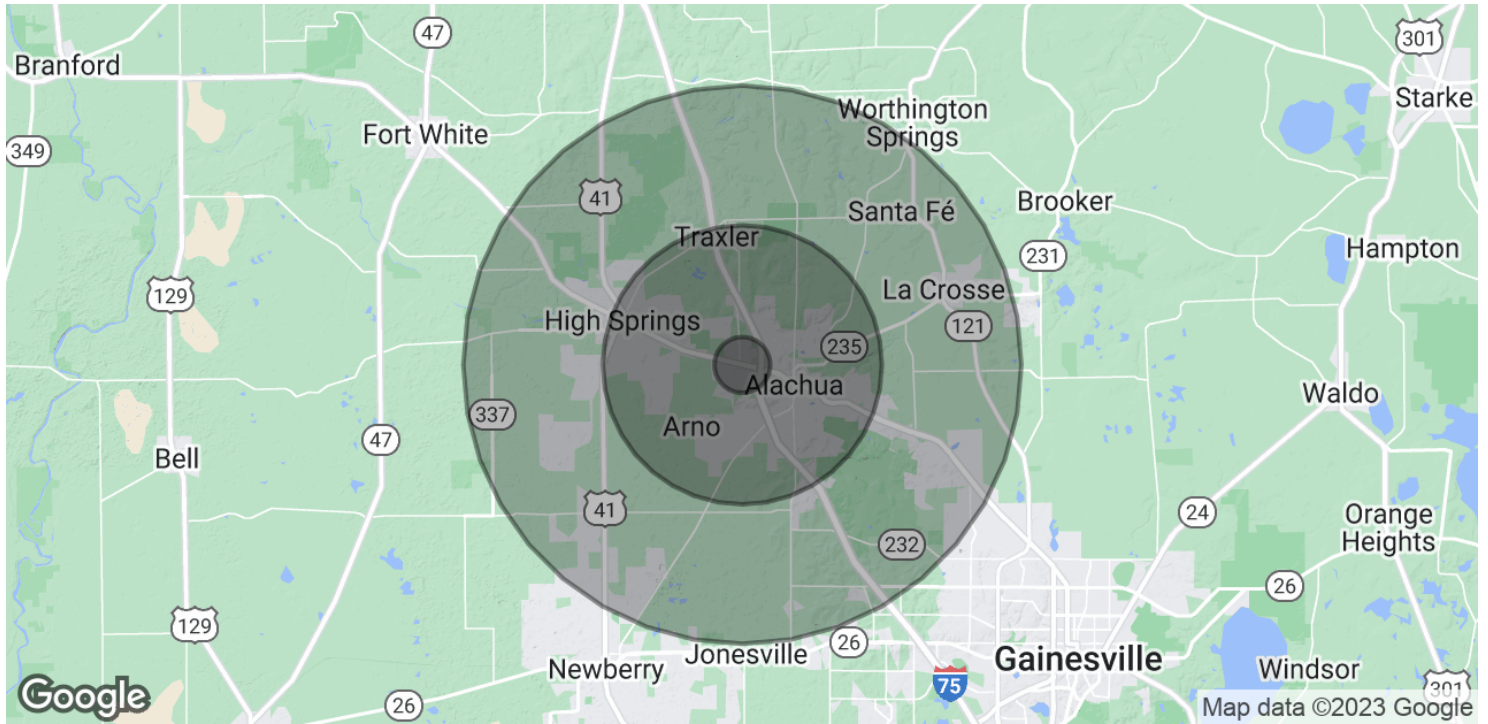 47
301
Branford
Worthington
Springs
Starke
Fort White
349
41
Santa Fé
Brooker
Traxler
231
Hampton
129
La Crosse
High Springs
121
235
Alachua
Waldo
337
Arno
47
Bell
41
24
Orange
Heights
232
26
129
26
Jonesville
Gainesville
Newberry
Windsor
75
301
Google
26
Map data ©2023 Google